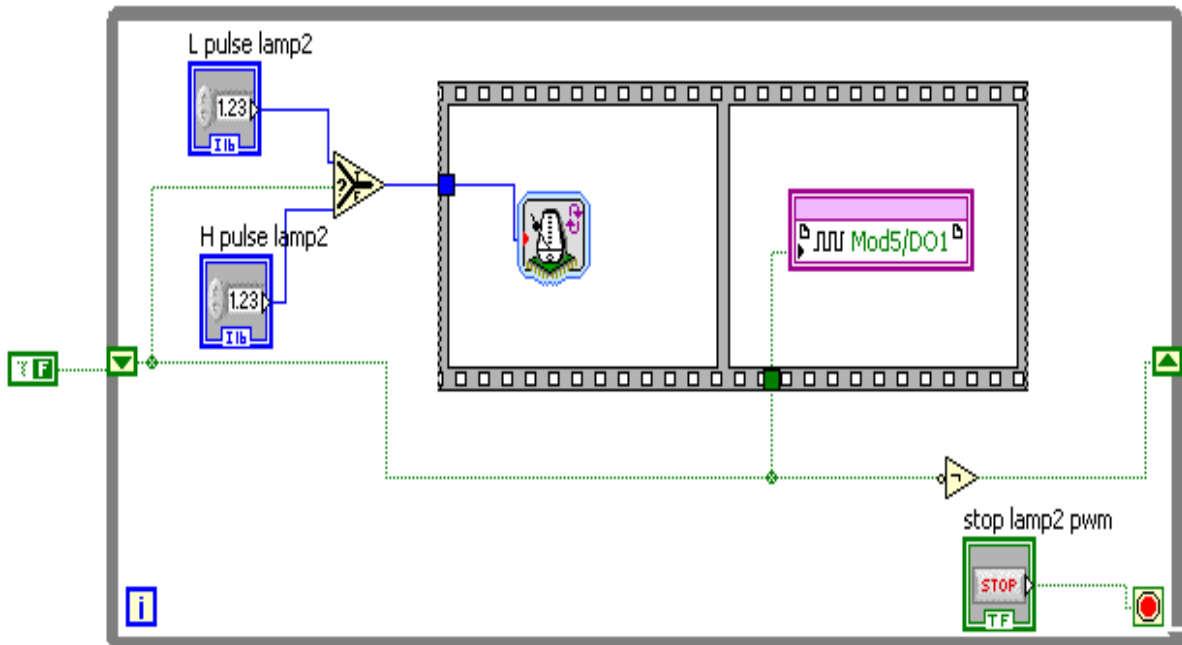 L pulse lamp2
1.23
I16
?
T
F
H pulse lamp2
1.23
I16
F
Mod5/DO1
stop lamp2 pwm
STOP
TF
i